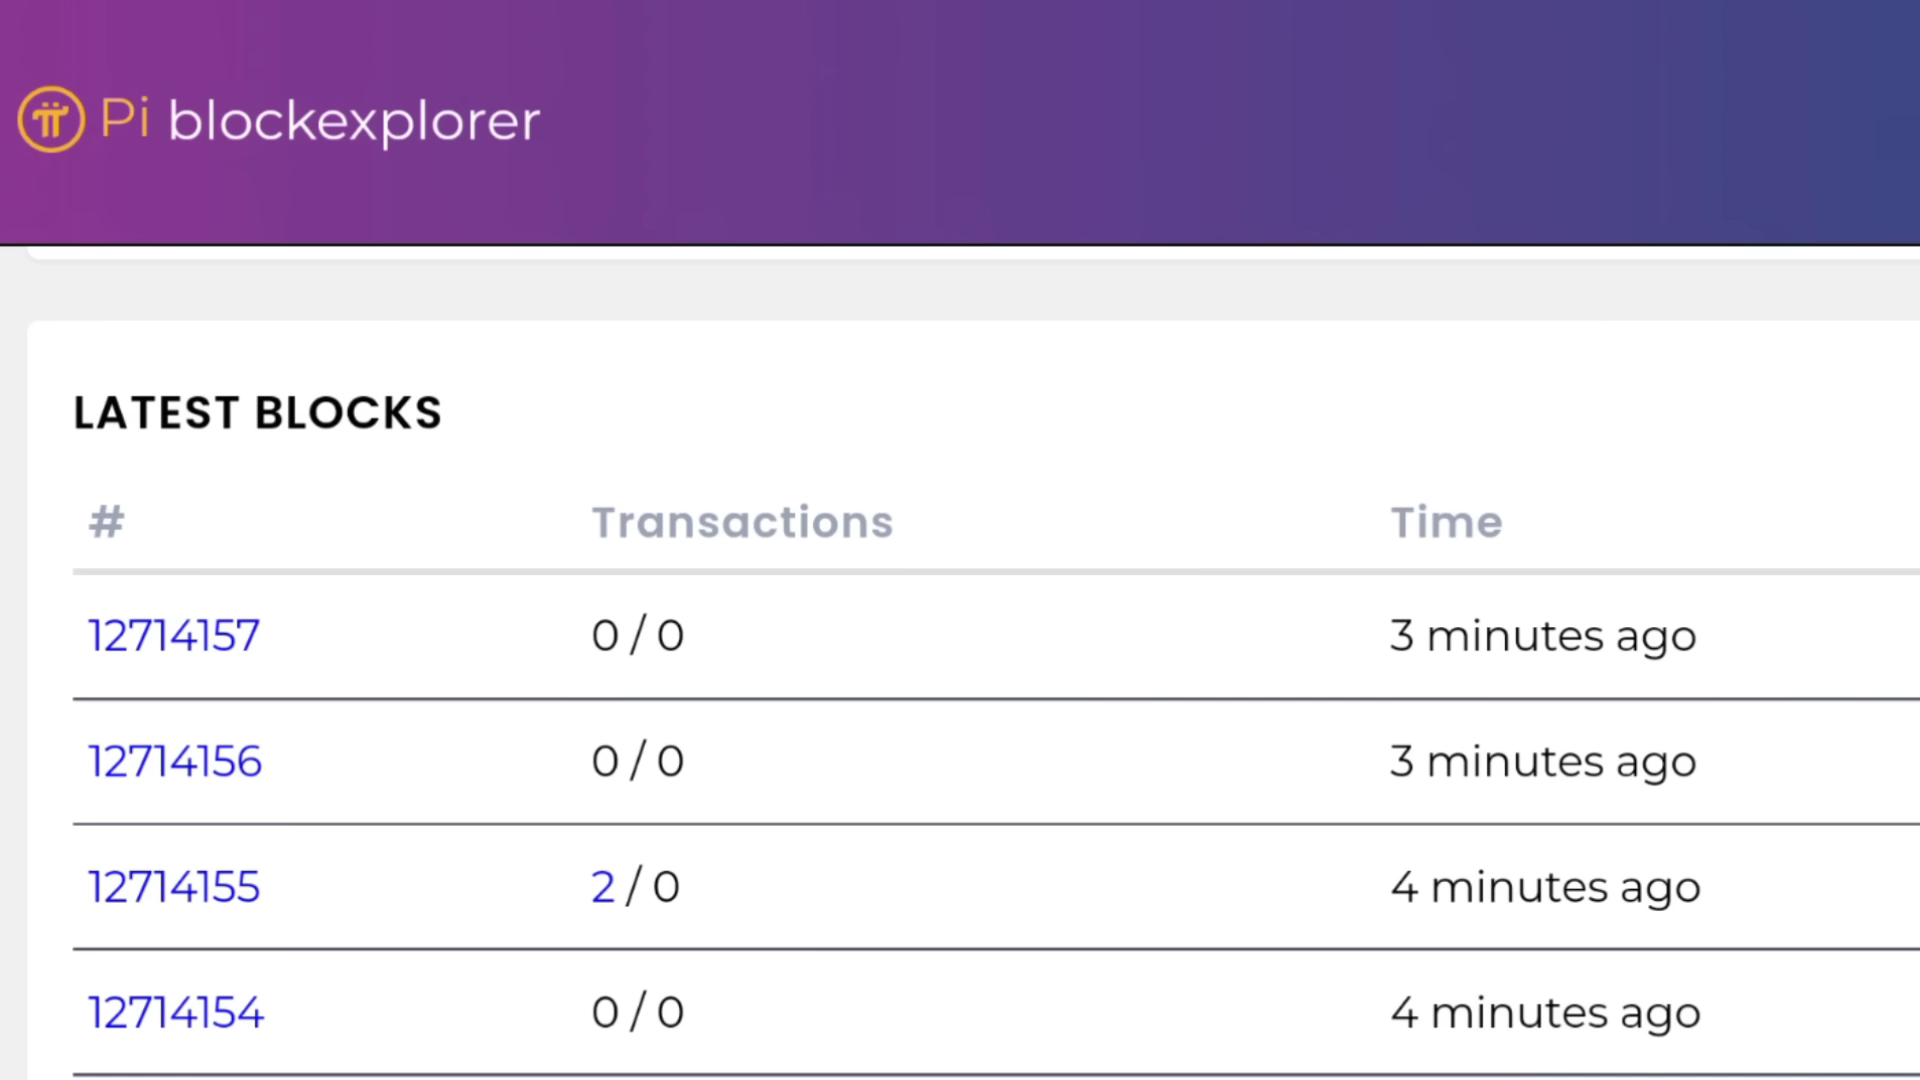 Pi blockexplorer
LATEST BLOCKS
# Transactions Time
12714157 0 / 0 3 minutes ago
12714156 0 / 0 3 minutes ago
12714155 2 / 0 4 minutes ago
12714154 0 / 0 4 minutes ago